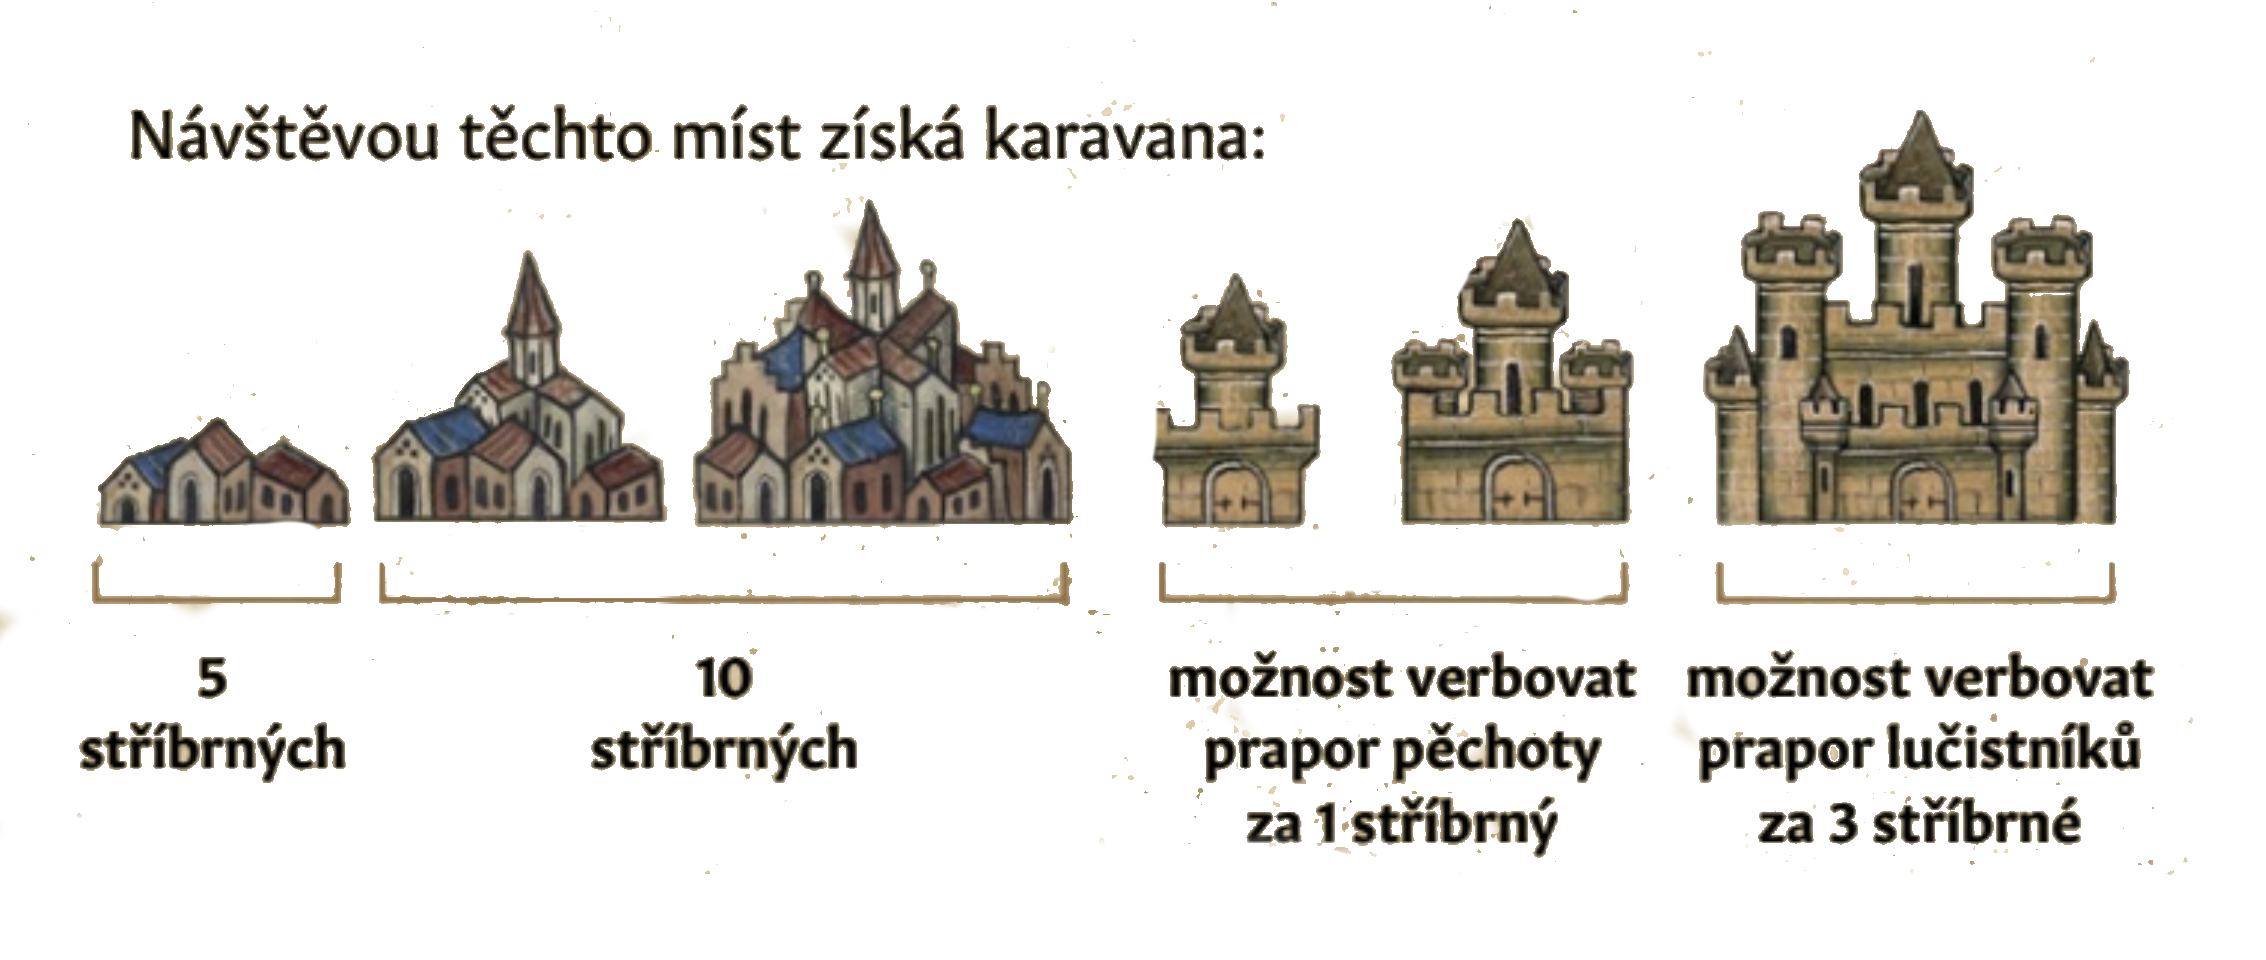 Návštěvou těchto míst získá karavana:
5
stříbrných
10
stříbrných
možnost verbovat
prapor pěchoty
za 1 stříbrný
možnost verbovat
prapor lučistníků
za 3 stříbrné